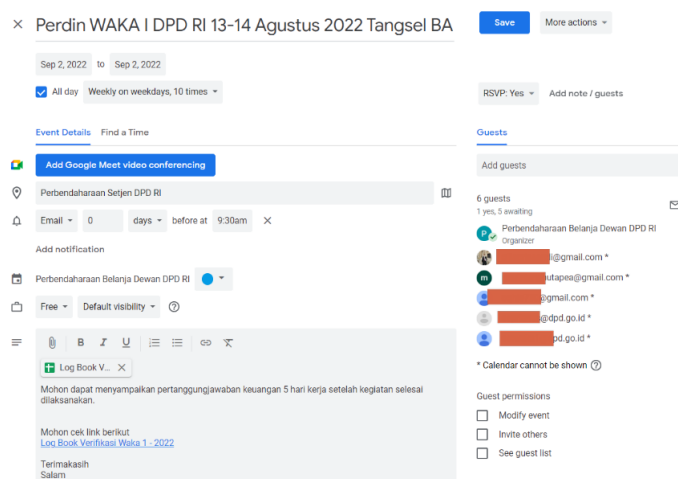 Perdin WAKA I DPD RI 13-14 Agustus 2022 Tangsel BA
Save
More actions
Sep 2, 2022 to Sep 2, 2022
All day
Weekly on weekdays, 10 times
RSVP: Yes
Add note / guests
Event Details
Find a Time
Guests
Add Google Meet video conferencing
Add guests
Perbendaharaan Setjen DPD RI
Email
0
days
before at
9:30am
Add notification
Perbendaharaan Belanja Dewan DPD RI
Free
Default visibility
B I U
Log Book V...
Mohon dapat menyampaikan pertanggungjawaban keuangan 5 hari kerja setelah kegiatan selesai
dilaksanakan.
Mohon cek link berikut
Log Book Verifikasi Waka 1 - 2022
Terimakasih
Salam
6 guests
1 yes, 5 awaiting
P
Perbendaharaan Belanja Dewan DPD RI
Organizer
i@gmail.com *
m
utapea@gmail.com *
@gmail.com *
@dpd.go.id *
pd.go.id *
* Calendar cannot be shown
Guest permissions
Modify event
Invite others
See guest list